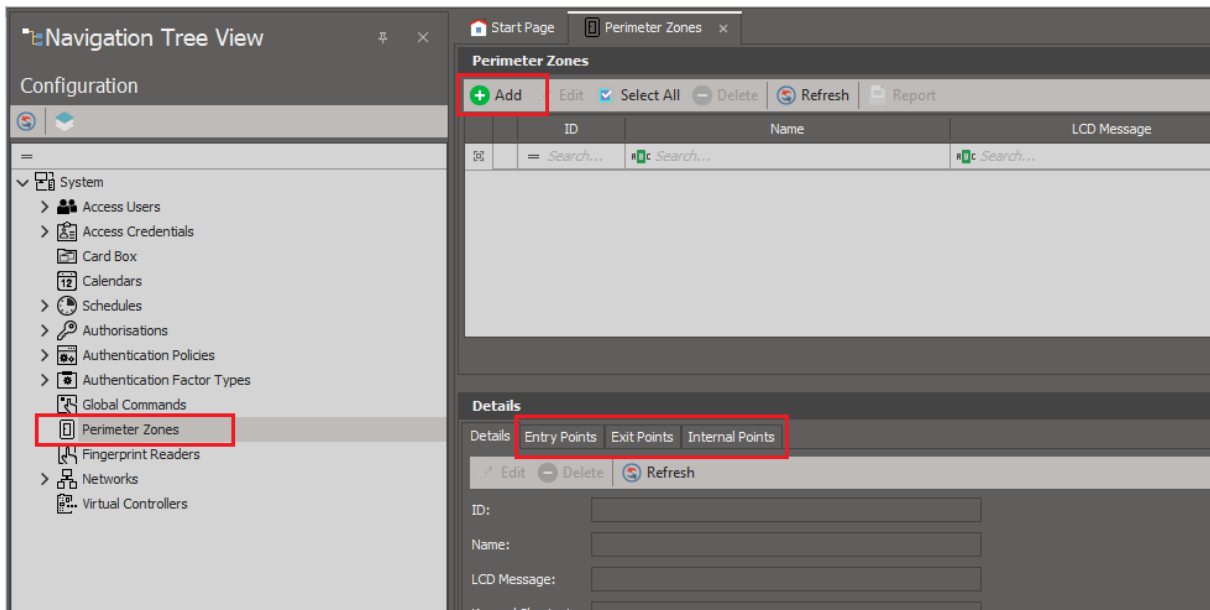 Navigation Tree View
Configuration
System
Access Users
Access Credentials
Card Box
12 Calendars
Schedules
Authorisations
Authentication Policies
Authentication Factor Types
Global Commands
Perimeter Zones
Fingerprint Readers
Networks
Virtual Controllers
Start Page Perimeter Zones
Perimeter Zones
Add Edit Select All Delete Refresh Report
ID Name LCD Message
= Search... ABC Search... ABC Search...
Details
Details Entry Points Exit Points Internal Points
Edit Delete Refresh
ID:
Name:
LCD Message: